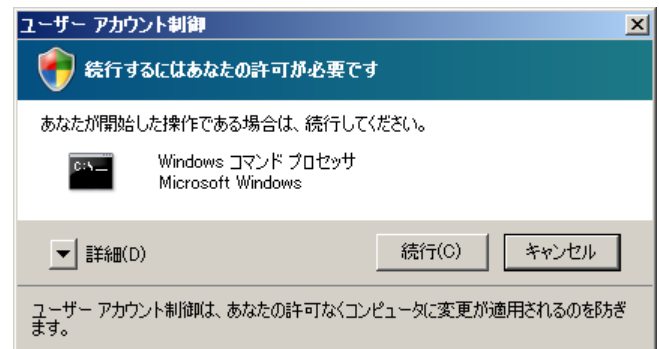 ユーザー アカウント制御
続行するにはあなたの許可が必要です
あなたが開始した操作である場合は、続行してください。
C:\_
Windows コマンド プロセッサ
Microsoft Windows
詳細(D)
続行(C)
キャンセル
ユーザー アカウント制御は、あなたの許可なくコンピュータに変更が適用されるのを防ぎ
ます。